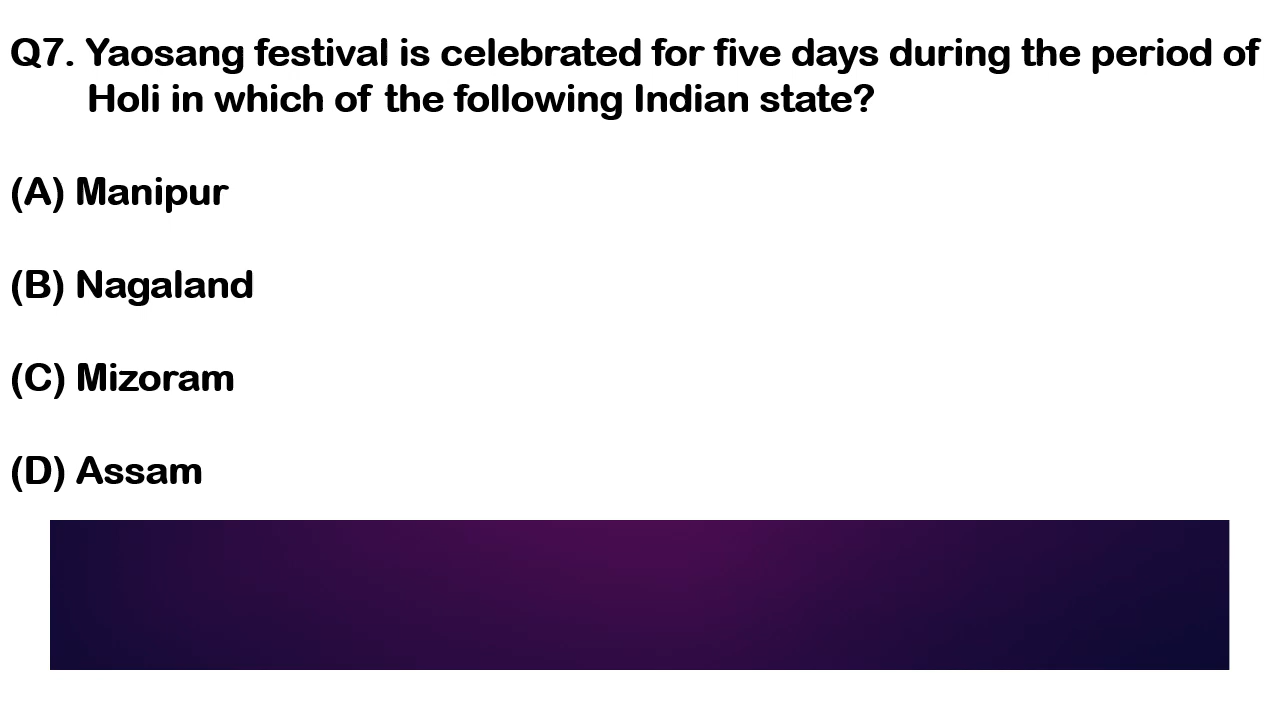 Q7. Yaosang festival is celebrated for five days during the period of
Holi in which of the following Indian state?
(A) Manipur
(B) Nagaland
(C) Mizoram
(D) Assam